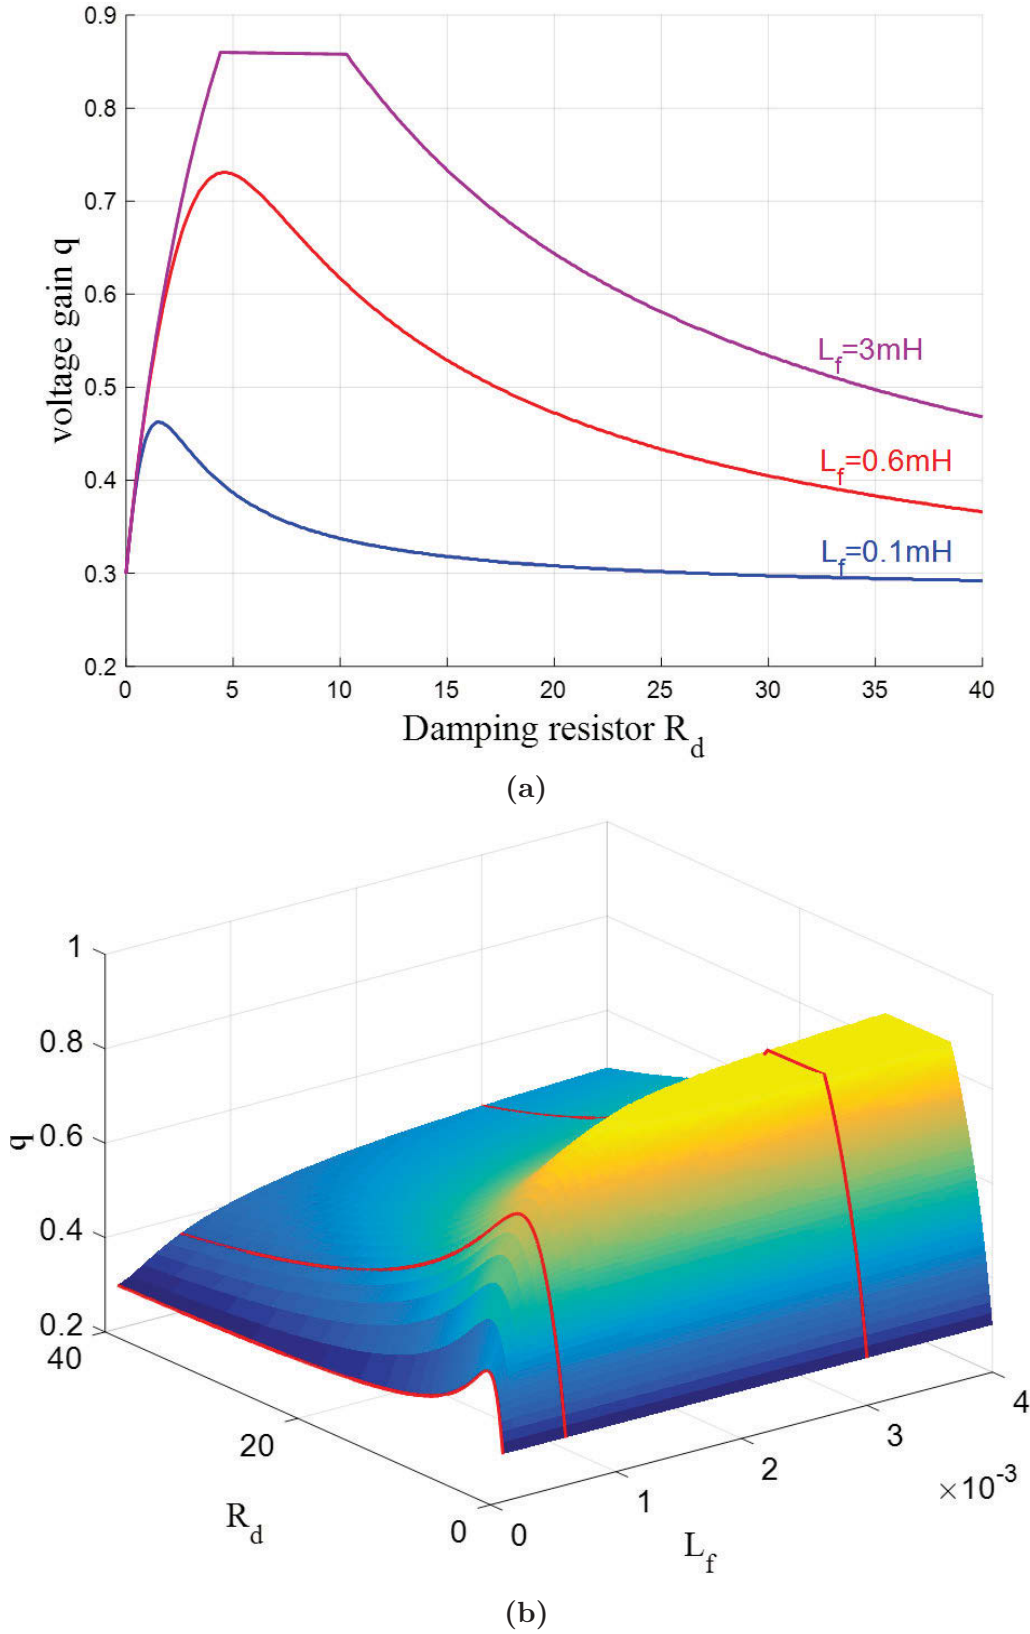 0.9
0.8
0.7
0.6
0.5
0.4
0.3
0.2
voltage gain q
L_f=3mH
L_f=0.6mH
L_f=0.1mH
0 5 10 15 20 25 30 35 40
Damping resistor R_d
(a)
1
0.8
0.6
0.4
0.2
q
40
20
0
R_d
0
1
2
3
4
×10^-3
L_f
(b)